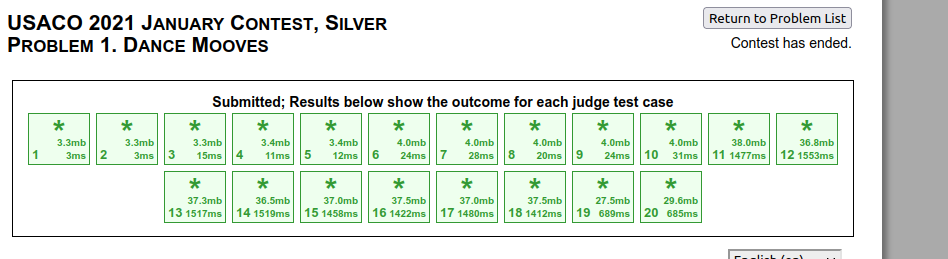 USACO 2021 JANUARY CONTEST, SILVER
PROBLEM 1. DANCE MOOVES
Return to Problem List
Contest has ended.
Submitted; Results below show the outcome for each judge test case
* * * * * * * * * * * *
3.3mb 3.3mb 3.3mb 3.4mb 3.4mb 4.0mb 4.0mb 4.0mb 4.0mb 4.0mb 38.0mb 36.8mb
1 3ms 2 3ms 3 15ms 4 11ms 5 12ms 6 24ms 7 28ms 8 20ms 9 24ms 10 31ms 11 1477ms 12 1553ms
* * * * * * * *
37.3mb 36.5mb 37.0mb 37.5mb 37.0mb 37.5mb 27.5mb 29.6mb
13 1517ms 14 1519ms 15 1458ms 16 1422ms 17 1480ms 18 1412ms 19 689ms 20 685ms